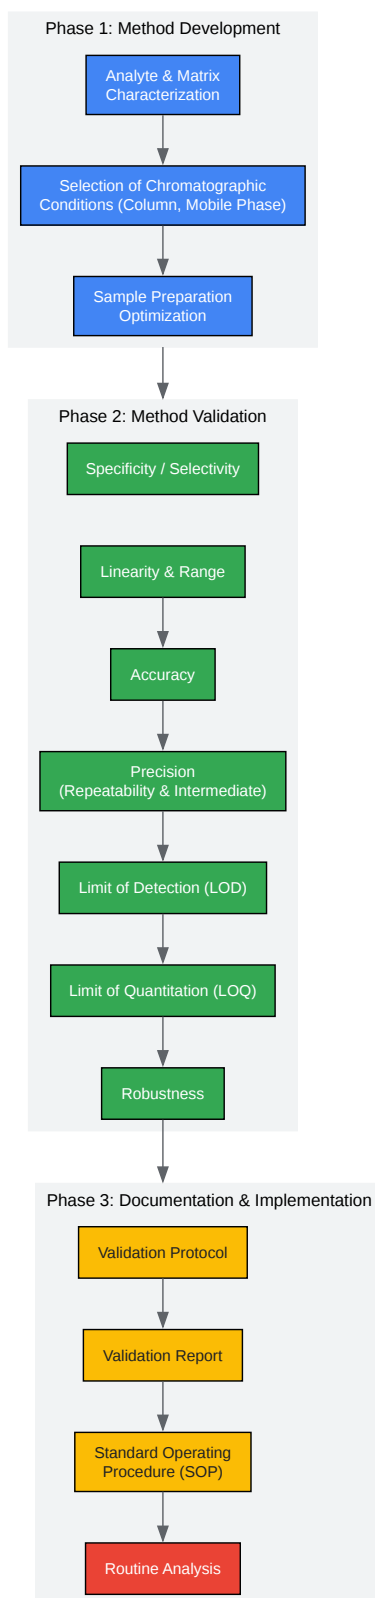 Phase 1: Method Development
Analyte & Matrix
Characterization
Selection of Chromatographic
Conditions (Column, Mobile Phase)
Sample Preparation
Optimization
Phase 2: Method Validation
Specificity / Selectivity
Linearity & Range
Accuracy
Precision
(Repeatability & Intermediate)
Limit of Detection (LOD)
Limit of Quantitation (LOQ)
Robustness
Phase 3: Documentation & Implementation
Validation Protocol
Validation Report
Standard Operating
Procedure (SOP)
Routine Analysis